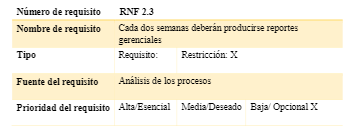 Número de requisito RNF 2.3
Nombre de requisito Cada dos semanas deberán producirse reportes
gerenciales
Tipo Requisito: Restricción: X
Fuente del requisito Análisis de los procesos
Prioridad del requisito Alta/Esencial Media/Deseado Baja/ Opcional X